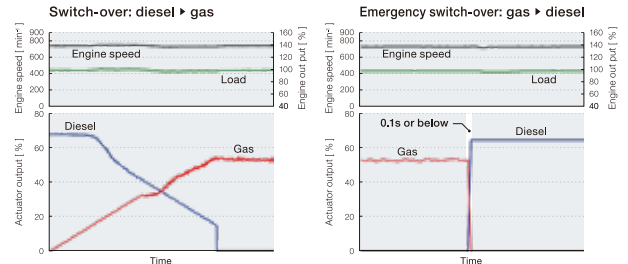 Switch-over: diesel ▸ gas
Engine speed [ min-¹ ]
900
800
600
400
200
0
Engine speed
Load
160
140
120
100
80
60
40
Engine out put [ % ]
Actuator output [ % ]
80
60
40
20
0
Diesel
Gas
Time
Emergency switch-over: gas ▸ diesel
Engine speed [ min-¹ ]
900
800
600
400
200
0
Engine speed
Load
160
140
120
100
80
60
40
Engine out put [ % ]
Actuator output [ % ]
80
60
40
20
0
0.1s or below
Diesel
Gas
Time